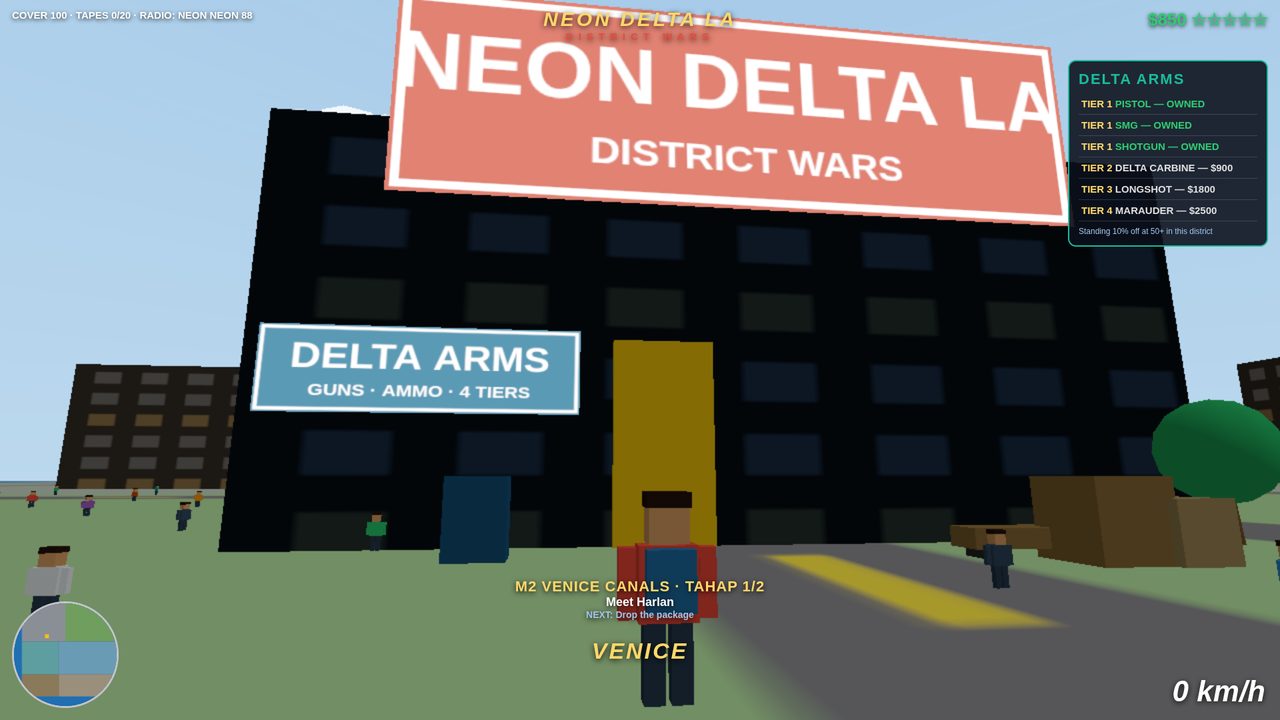 COVER 100 · TAPES 0/20 · RADIO: NEON NEON 88
NEON DELTA LA
DISTRICT WARS
$850 ★★★★★
NEON DELTA LA
DISTRICT WARS
DELTA ARMS
TIER 1 PISTOL — OWNED
TIER 1 SMG — OWNED
TIER 1 SHOTGUN — OWNED
TIER 2 DELTA CARBINE — $900
TIER 3 LONGSHOT — $1800
TIER 4 MARAUDER — $2500
Standing 10% off at 50+ in this district
DELTA ARMS
GUNS · AMMO · 4 TIERS
M2 VENICE CANALS · TAHAP 1/2
Meet Harlan
NEXT: Drop the package
VENICE
0 km/h